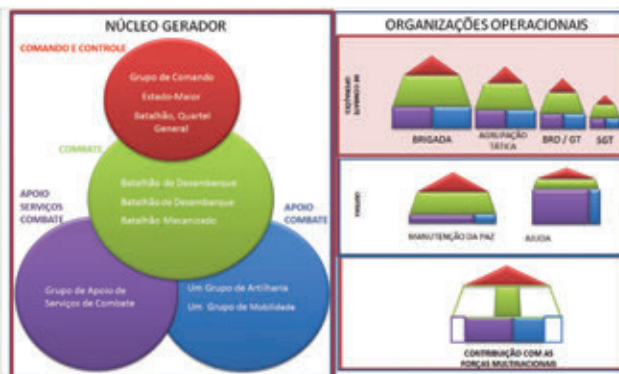 NÚCLEO GERADOR
COMANDO E CONTROLE
Grupo de Comando
Estado-Maior
Batalhão, Quartel
General
COMBATE
Batalhão do Desembarque
Batalhão de Desembarque
Batalhão Mecanizado
APOIO
SERVIÇOS
COMBATE
APOIO
COMBATE
Grupo de Apoio de
Serviços de Combate
Um Grupo de Artilharia
Um Grupo de Mobilidade
ORGANIZAÇÕES OPERACIONAIS
OPERAÇÕES
DE COMBATE
BRIGADA
AGRUPAÇÃO
TÁTICA
BRD / GT
SGT
MANUTENÇÃO DA PAZ
AJUDA
CONTRIBUIÇÃO COM AS
FORÇAS MULTINACIONAIS